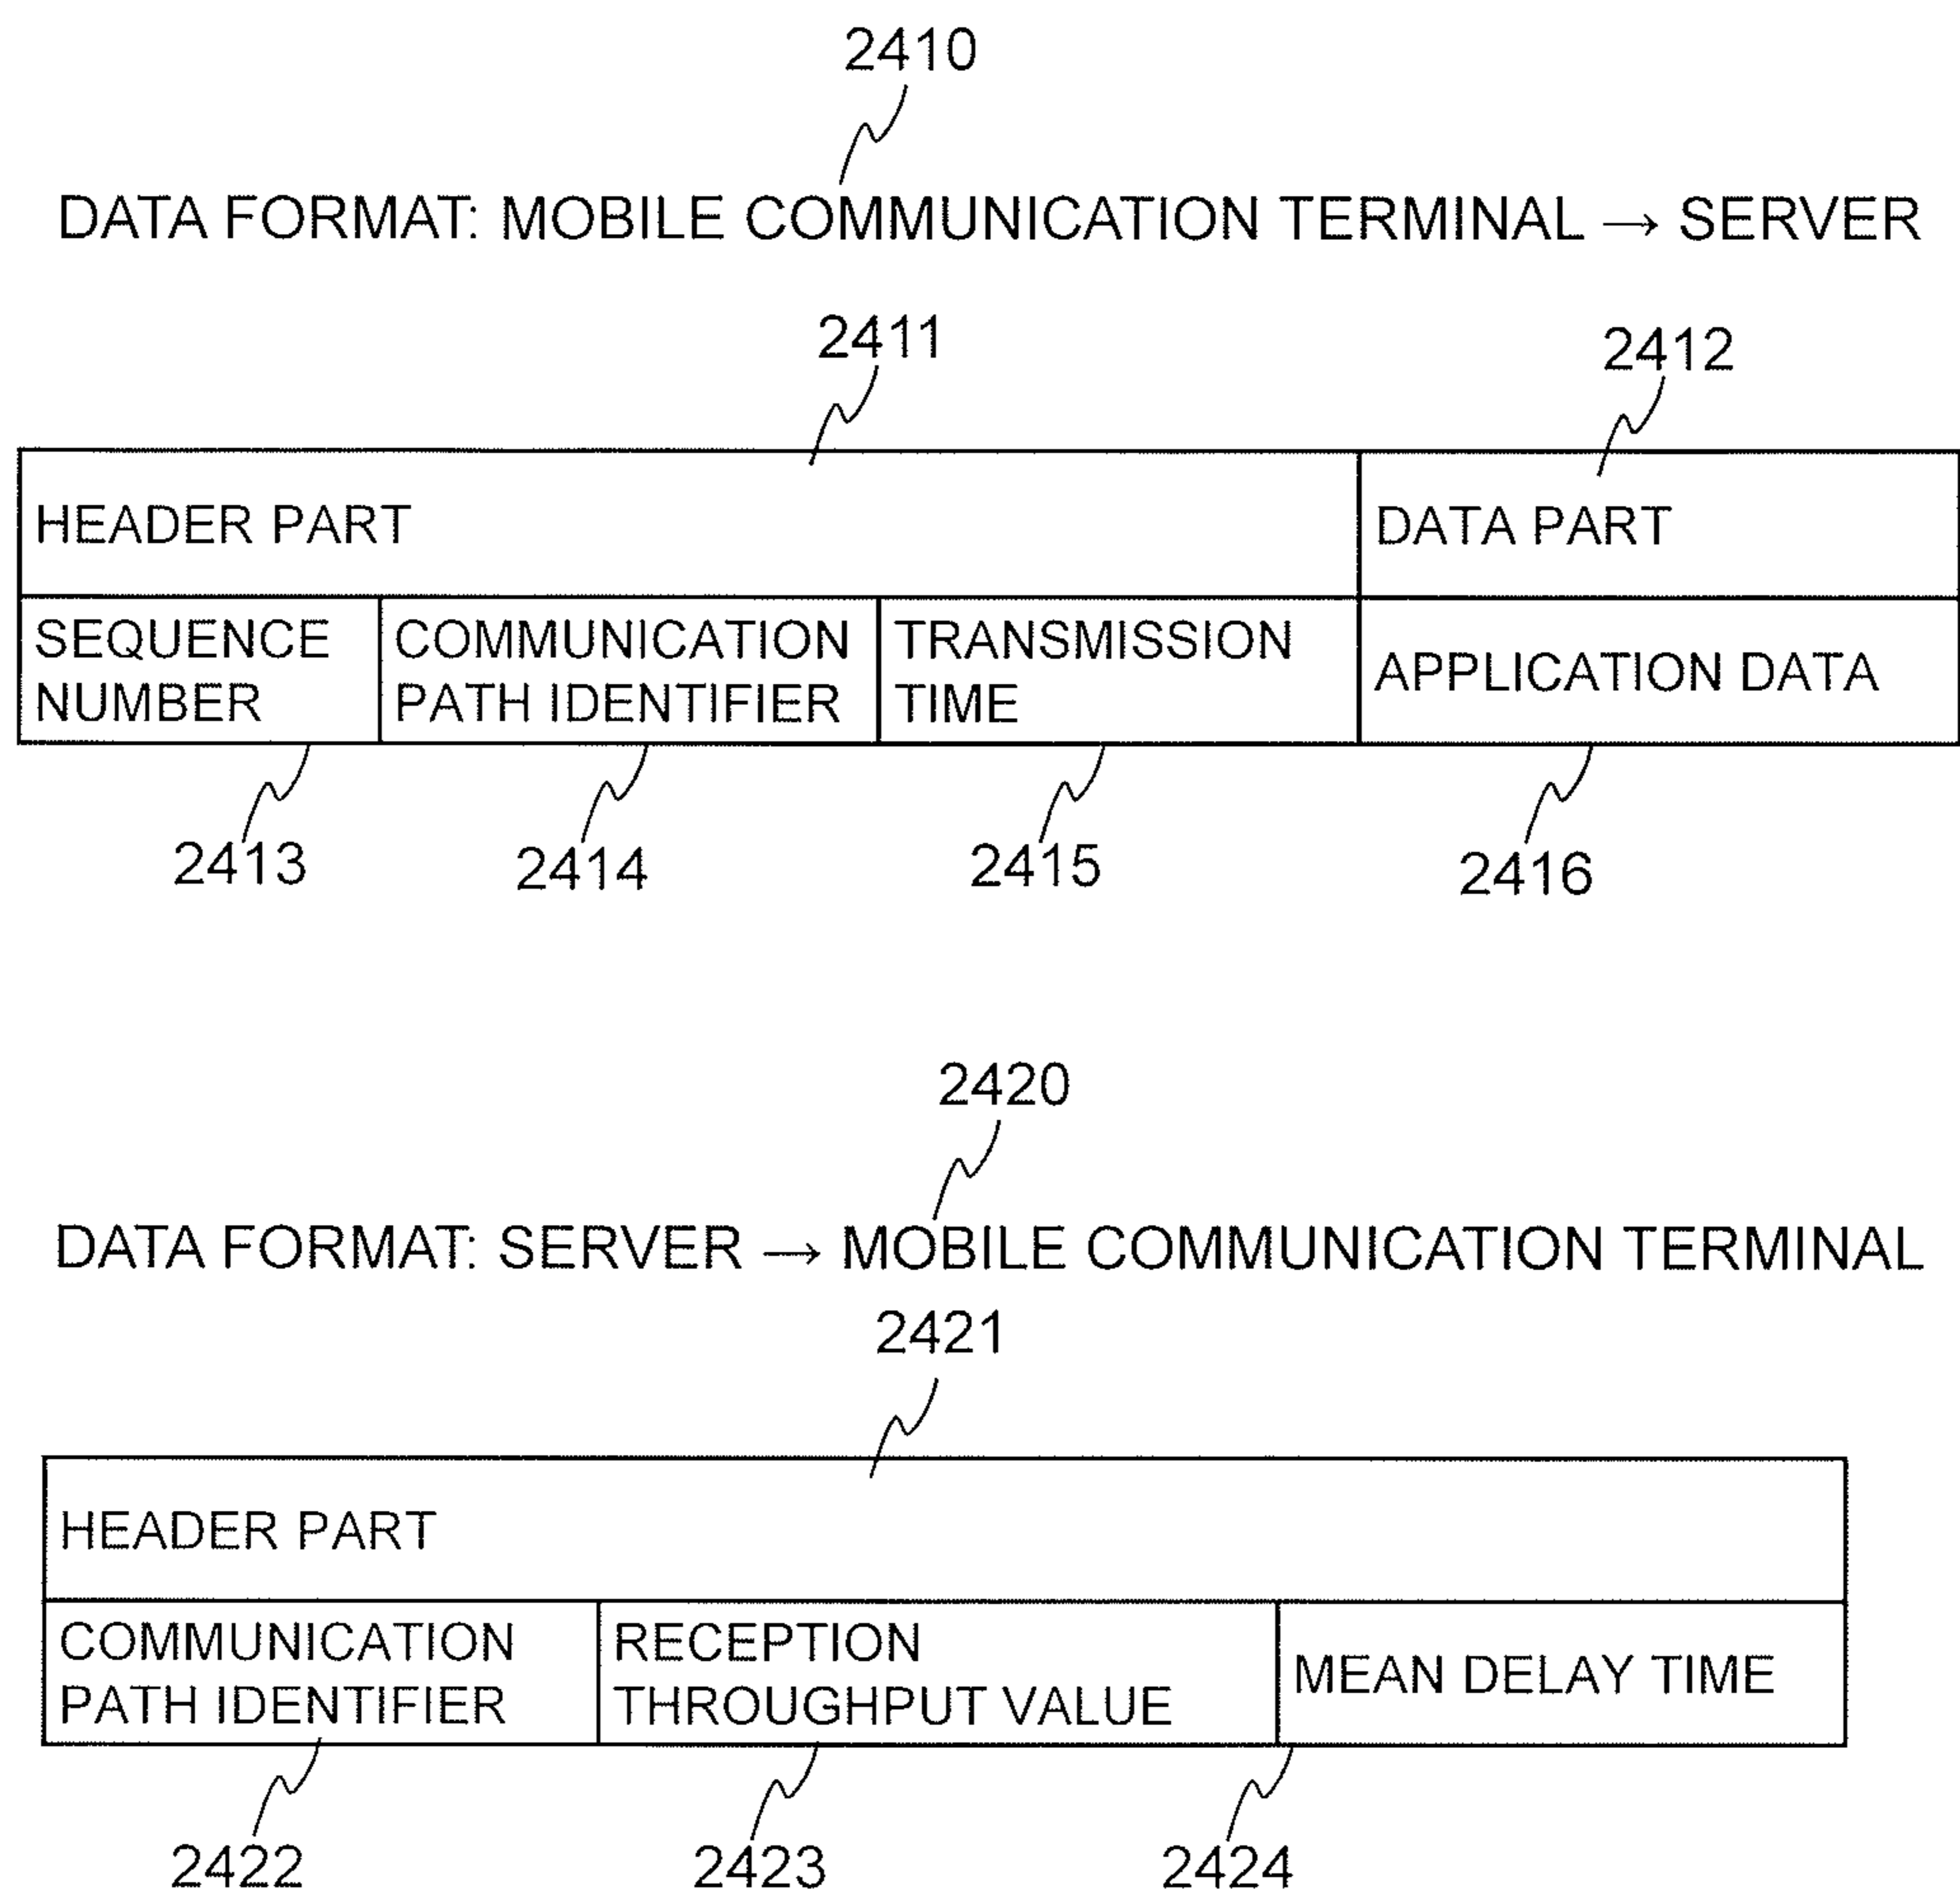 2410
DATA FORMAT: MOBILE COMMUNICATION TERMINAL → SERVER
2411
2412
HEADER PART
DATA PART
SEQUENCE
NUMBER
COMMUNICATION
PATH IDENTIFIER
TRANSMISSION
TIME
APPLICATION DATA
2413
2414
2415
2416
2420
DATA FORMAT: SERVER → MOBILE COMMUNICATION TERMINAL
2421
HEADER PART
COMMUNICATION
PATH IDENTIFIER
RECEPTION
THROUGHPUT VALUE
MEAN DELAY TIME
2422
2423
2424